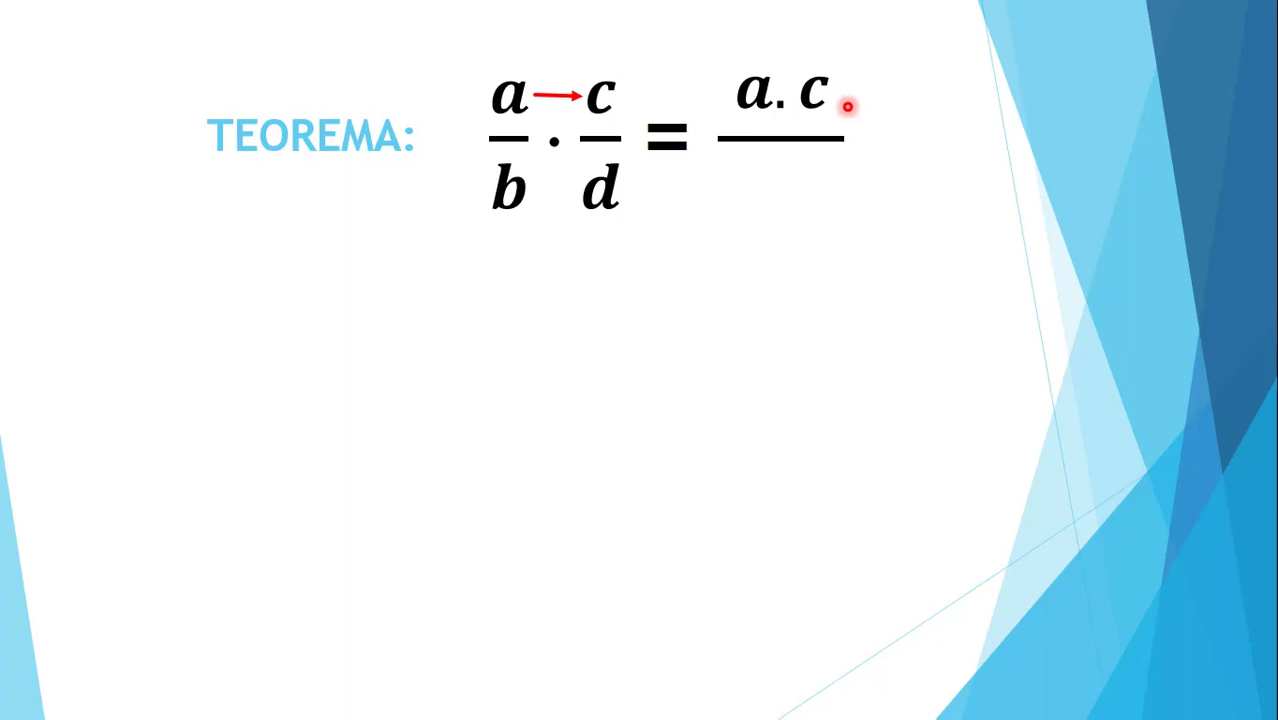 TEOREMA: a/b · c/d = a. c